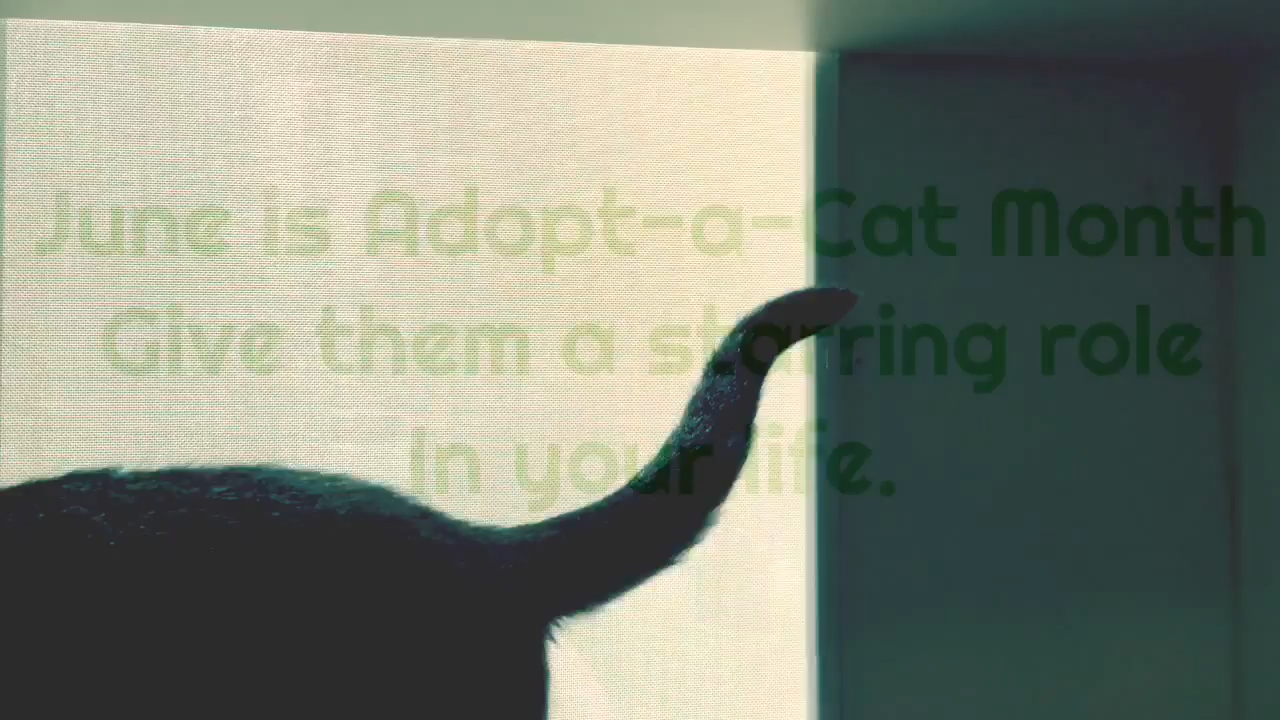 June is Adopt-a-Cat Month
Give them a starring role
In your life.